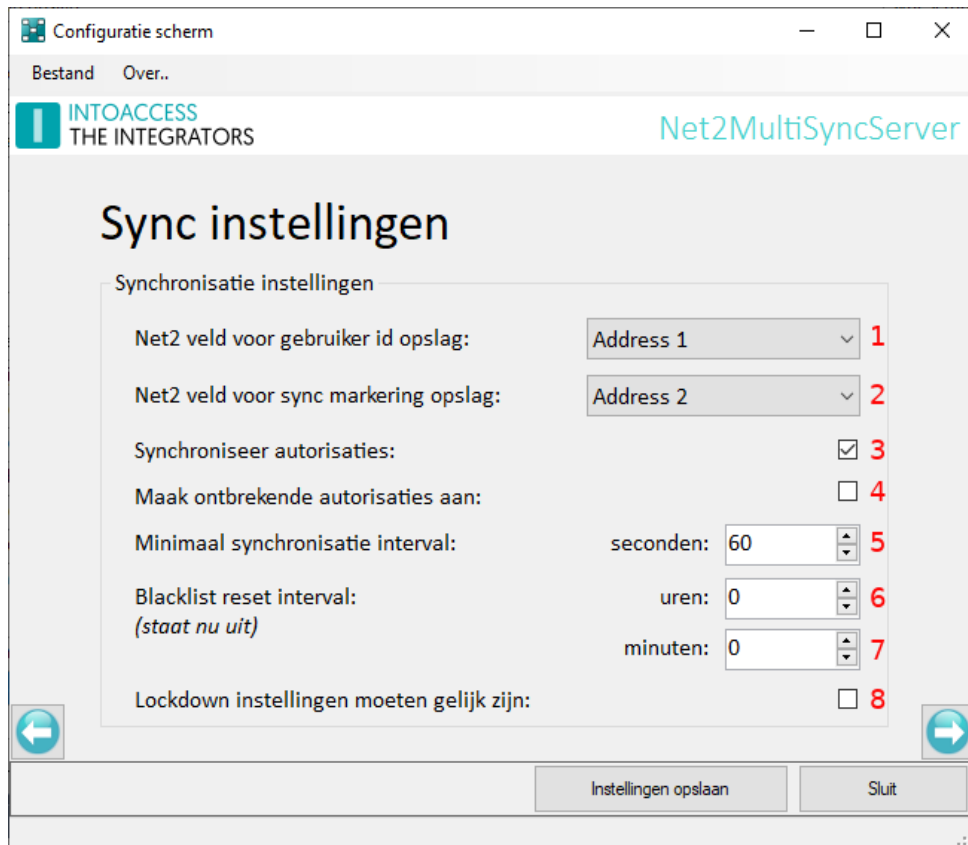 Configuratie scherm
Bestand Over..
INTOACCESS
THE INTEGRATORS
Net2MultiSyncServer
Sync instellingen
Synchronisatie instellingen
Net2 veld voor gebruiker id opslag: Address 1 1
Net2 veld voor sync markering opslag: Address 2 2
Synchroniseer autorisaties: 3
Maak ontbrekende autorisaties aan: 4
Minimaal synchronisatie interval: seconden: 60 5
Blacklist reset interval: uren: 0 6
(staat nu uit)
minuten: 0 7
Lockdown instellingen moeten gelijk zijn: 8
Instellingen opslaan Sluit